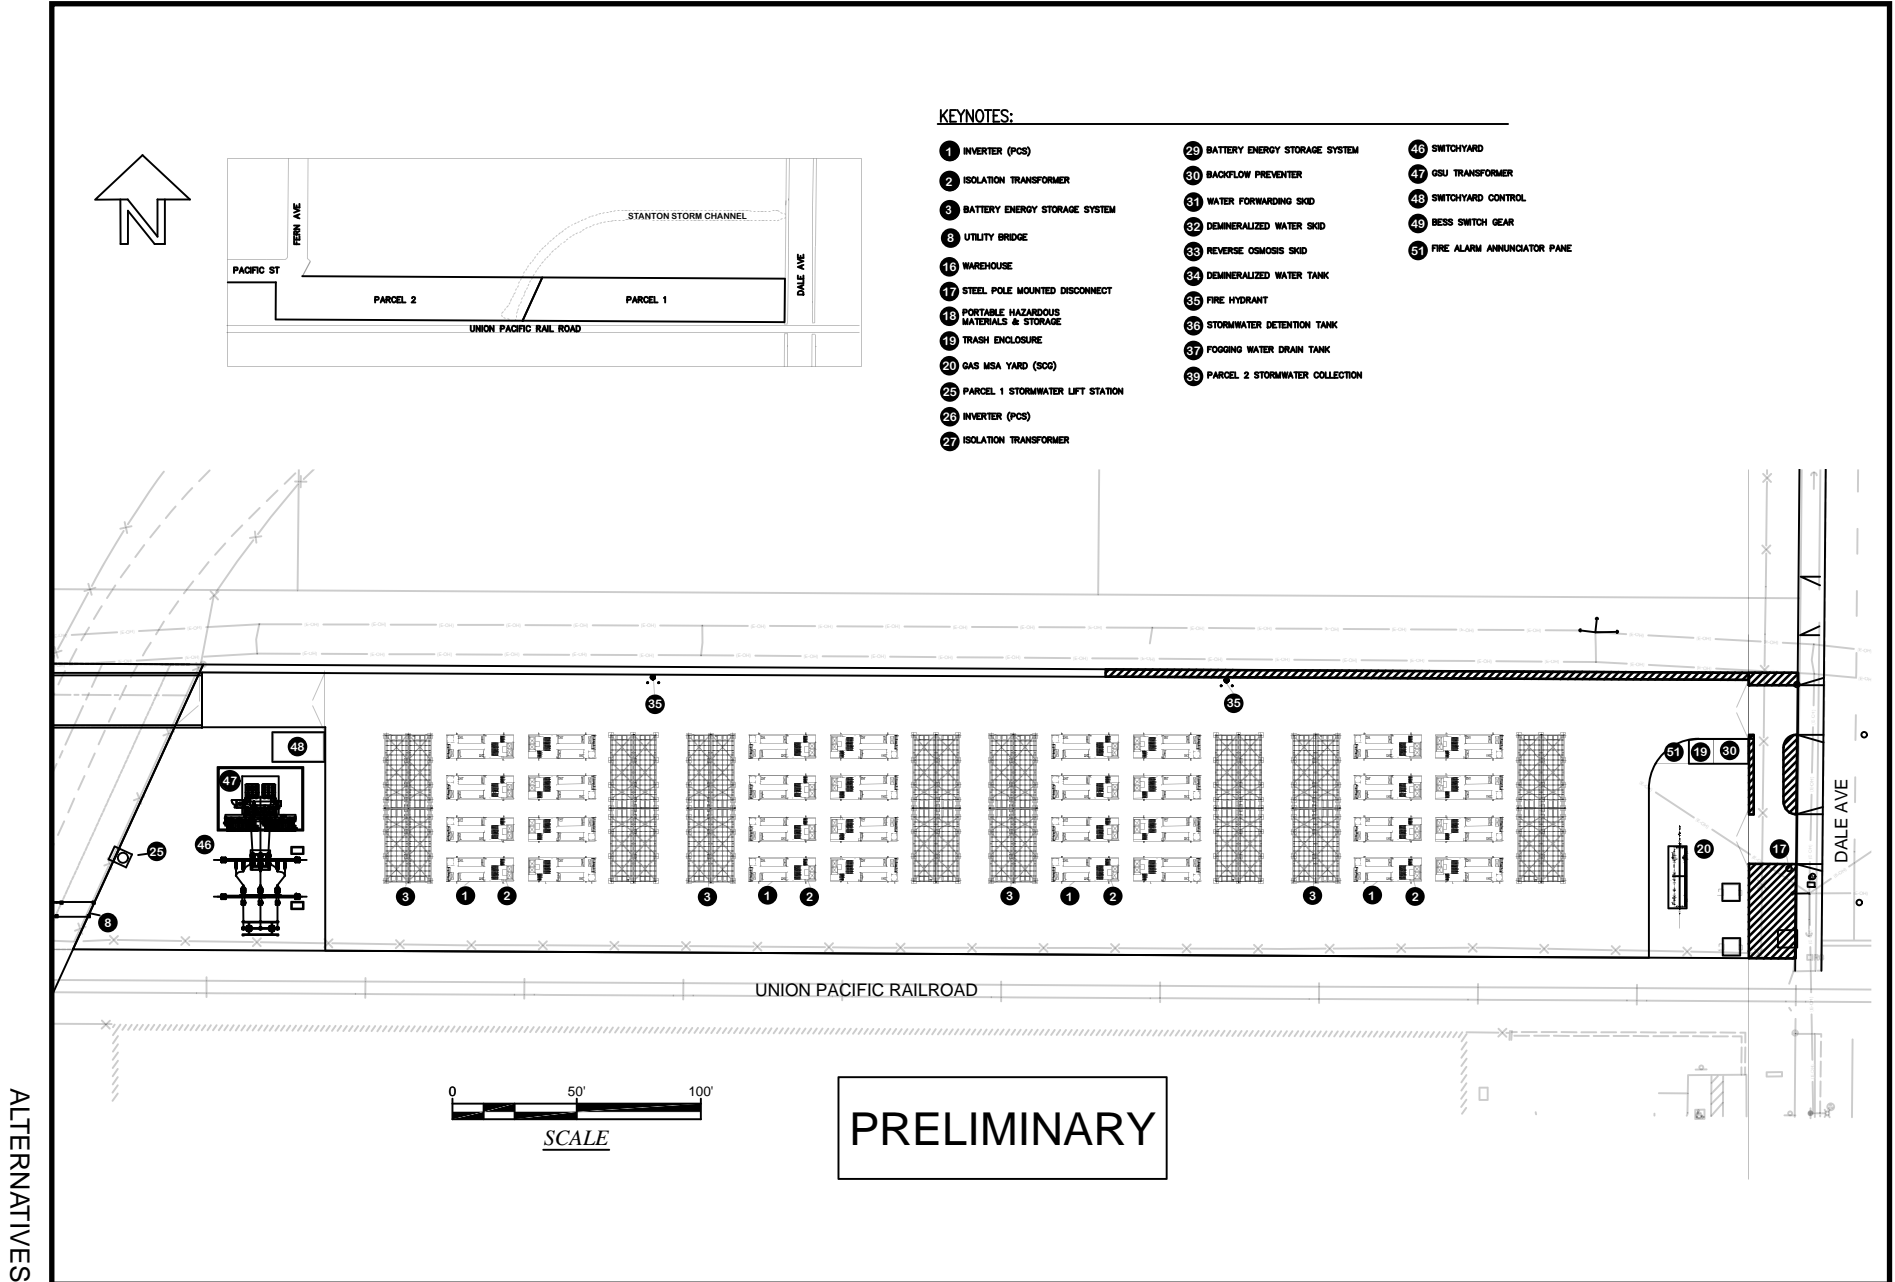 KEYNOTES:
1 INVERTER (PCS)
2 ISOLATION TRANSFORMER
3 BATTERY ENERGY STORAGE SYSTEM
8 UTILITY BRIDGE
16 WAREHOUSE
17 STEEL POLE MOUNTED DISCONNECT
18 PORTABLE HAZARDOUS
MATERIALS & STORAGE
19 TRASH ENCLOSURE
20 GAS MSA YARD (SCG)
25 PARCEL 1 STORMWATER LIFT STATION
26 INVERTER (PCS)
27 ISOLATION TRANSFORMER
29 BATTERY ENERGY STORAGE SYSTEM
30 BACKFLOW PREVENTER
31 WATER FORWARDING SKID
32 DEMINERALIZED WATER SKID
33 REVERSE OSMOSIS SKID
34 DEMINERALIZED WATER TANK
35 FIRE HYDRANT
36 STORMWATER DETENTION TANK
37 FOGGING WATER DRAIN TANK
39 PARCEL 2 STORMWATER COLLECTION
46 SWITCHYARD
47 GSU TRANSFORMER
48 SWITCHYARD CONTROL
49 BESS SWITCH GEAR
51 FIRE ALARM ANNUNCIATOR PANE
N
FERN AVE
STANTON STORM CHANNEL
DALE AVE
PACIFIC ST
PARCEL 2
PARCEL 1
UNION PACIFIC RAIL ROAD
35
35
48
51 19 30
47
46
25
20
17
DALE AVE
3 1 2 3 1 2 3 1 2 3 1 2
8
UNION PACIFIC RAILROAD
0 50' 100'
SCALE
PRELIMINARY
ALTERNATIVES